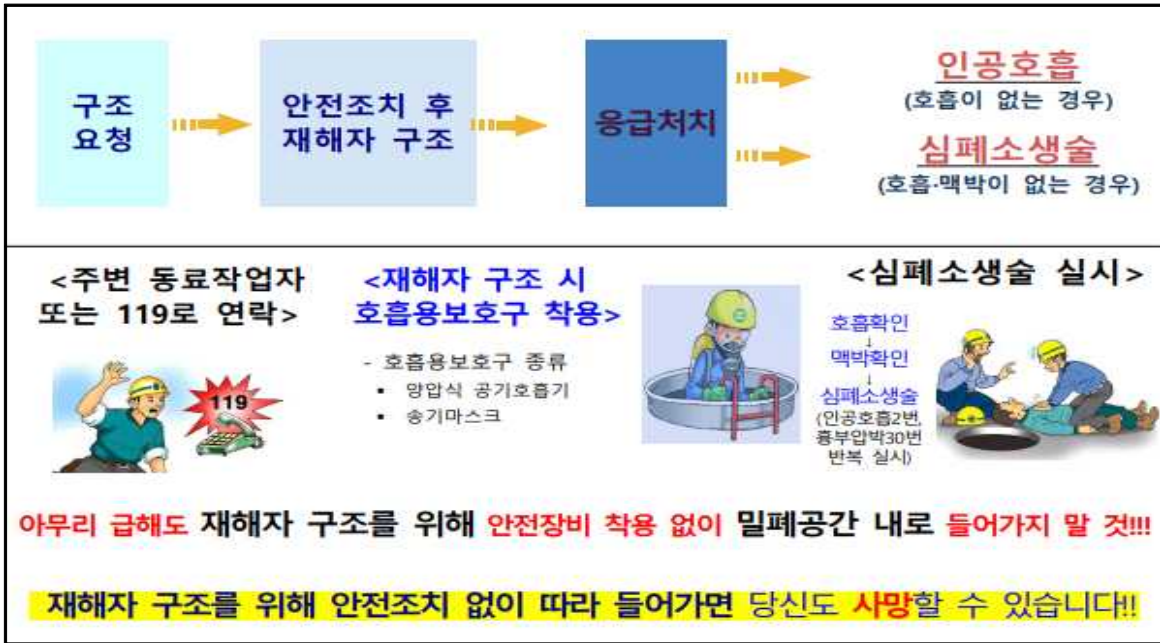 구조
요청
안전조치 후
재해자 구조
응급처치
인공호흡
(호흡이 없는 경우)
심폐소생술
(호흡·맥박이 없는 경우)
<주변 동료작업자
또는 119로 연락>
119
<재해자 구조 시
호흡용보호구 착용>
- 호흡용보호구 종류
▪ 양압식 공기호흡기
▪ 송기마스크
<심폐소생술 실시>
호흡확인
↓
맥박확인
↓
심폐소생술
(인공호흡2번,
흉부압박30번
반복 실시)
아무리 급해도 재해자 구조를 위해 안전장비 착용 없이 밀폐공간 내로 들어가지 말 것!!!
재해자 구조를 위해 안전조치 없이 따라 들어가면 당신도 사망할 수 있습니다!!